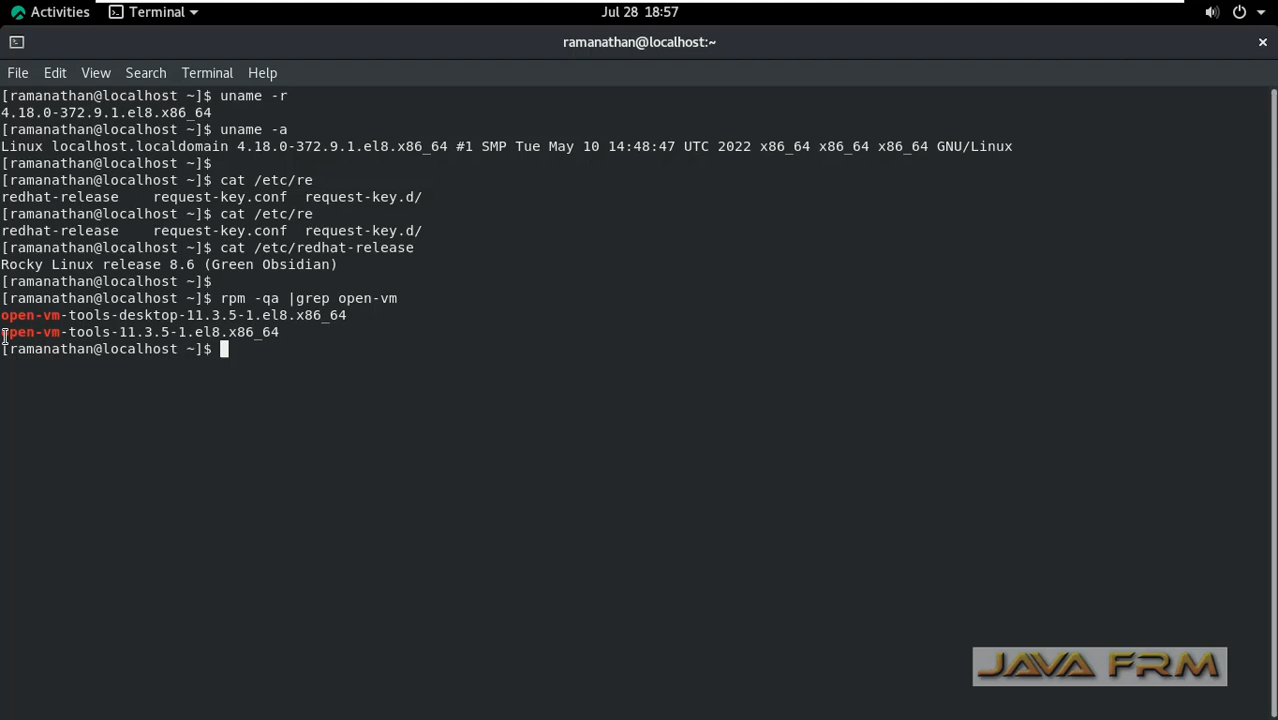 Activities Terminal Jul 28 18:57
ramanathan@localhost:~
File Edit View Search Terminal Help
[ramanathan@localhost ~]$ uname -r
4.18.0-372.9.1.el8.x86_64
[ramanathan@localhost ~]$ uname -a
Linux localhost.localdomain 4.18.0-372.9.1.el8.x86_64 #1 SMP Tue May 10 14:48:47 UTC 2022 x86_64 x86_64 x86_64 GNU/Linux
[ramanathan@localhost ~]$
[ramanathan@localhost ~]$ cat /etc/re
redhat-release request-key.conf request-key.d/
[ramanathan@localhost ~]$ cat /etc/re
redhat-release request-key.conf request-key.d/
[ramanathan@localhost ~]$ cat /etc/redhat-release
Rocky Linux release 8.6 (Green Obsidian)
[ramanathan@localhost ~]$
[ramanathan@localhost ~]$ rpm -qa |grep open-vm
open-vm-tools-desktop-11.3.5-1.el8.x86_64
open-vm-tools-11.3.5-1.el8.x86_64
[ramanathan@localhost ~]$
JAVA FRM